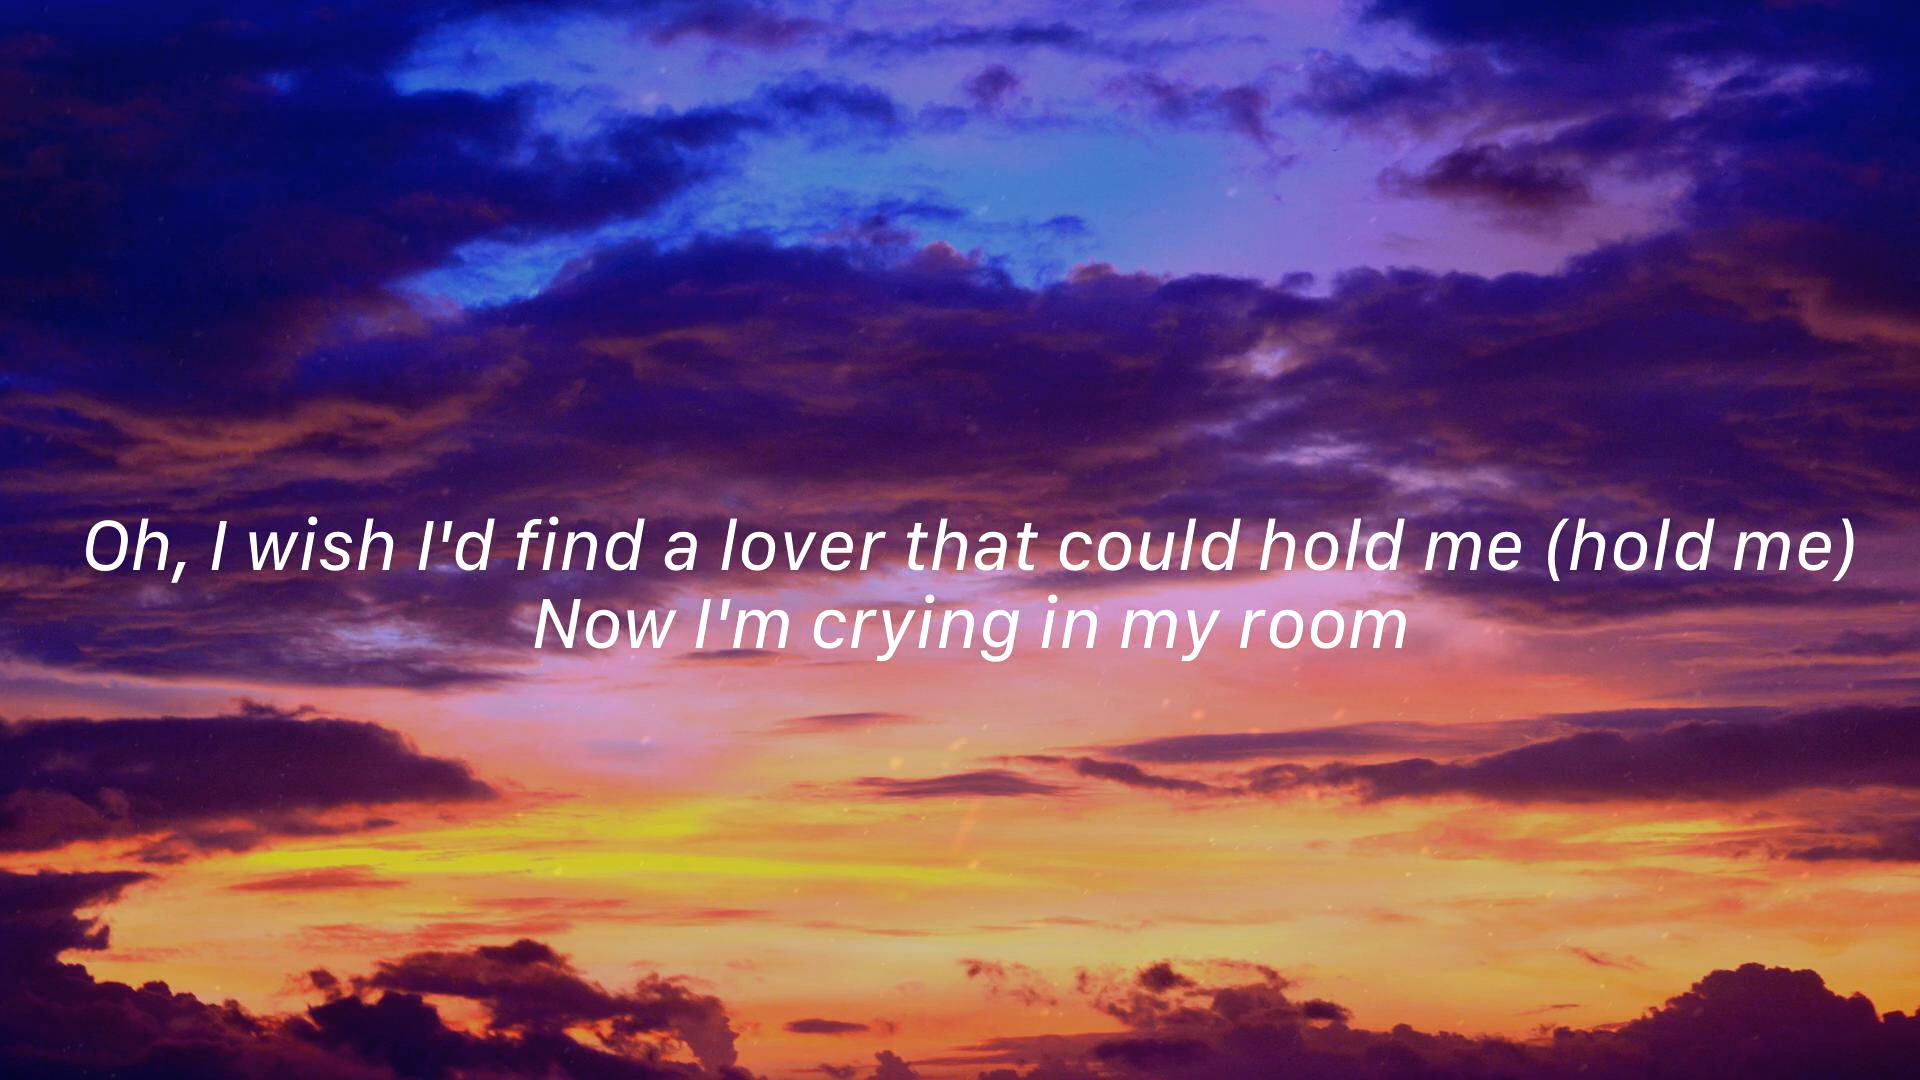 Oh, I wish I'd find a lover that could hold me (hold me)
Now I'm crying in my room